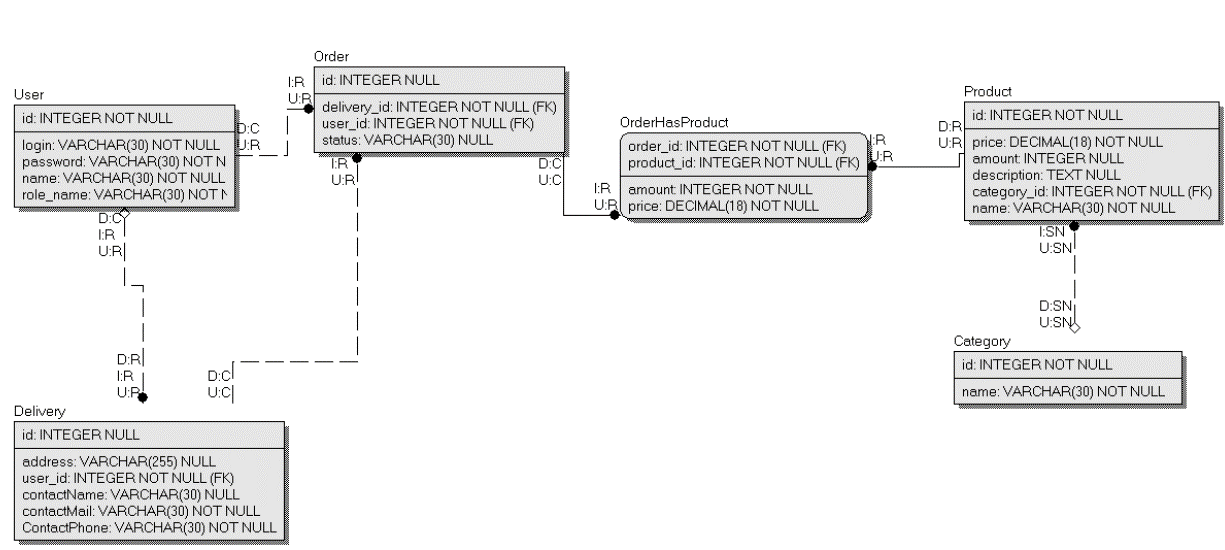 Order
id: INTEGER NULL
delivery_id: INTEGER NOT NULL (FK)
user_id: INTEGER NOT NULL (FK)
status: VARCHAR(30) NULL
I:R
U:R
User
id: INTEGER NOT NULL
login: VARCHAR(30) NOT NULL
password: VARCHAR(30) NOT N
name: VARCHAR(30) NOT NULL
role_name: VARCHAR(30) NOT N
D:C
U:R
I:R
U:R
D:C
U:C
OrderHasProduct
order_id: INTEGER NOT NULL (FK)
product_id: INTEGER NOT NULL (FK)
amount: INTEGER NOT NULL
price: DECIMAL(18) NOT NULL
I:R
U:R
I:R
U:R
D:R
U:R
Product
id: INTEGER NOT NULL
price: DECIMAL(18) NOT NULL
amount: INTEGER NULL
description: TEXT NULL
category_id: INTEGER NOT NULL (FK)
name: VARCHAR(30) NOT NULL
I:SN
U:SN
D:SN
U:SN
Category
id: INTEGER NOT NULL
name: VARCHAR(30) NOT NULL
D:C
I:R
U:R
D:R
I:R
U:R
D:C
U:C
Delivery
id: INTEGER NULL
address: VARCHAR(255) NULL
user_id: INTEGER NOT NULL (FK)
contactName: VARCHAR(30) NULL
contactMail: VARCHAR(30) NOT NULL
ContactPhone: VARCHAR(30) NOT NULL